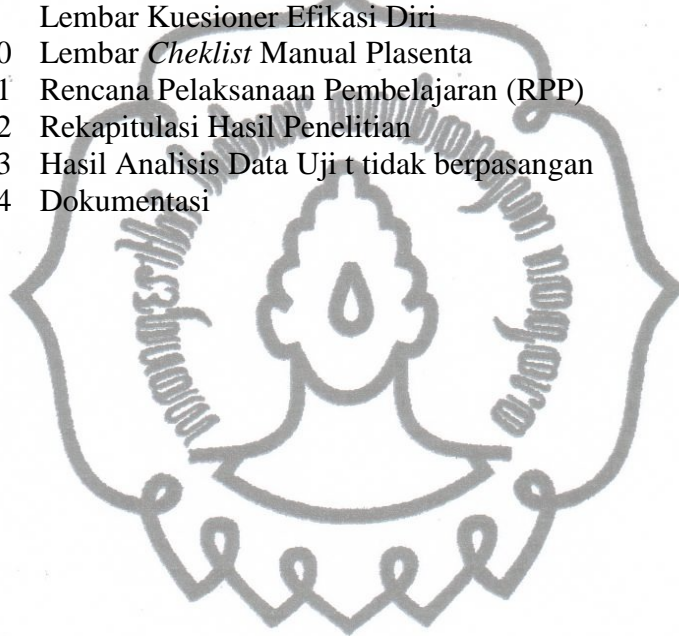 Lembar Kuesioner Efikasi Diri
0 Lembar Cheklist Manual Plasenta
1 Rencana Pelaksanaan Pembelajaran (RPP)
2 Rekapitulasi Hasil Penelitian
3 Hasil Analisis Data Uji t tidak berpasangan
4 Dokumentasi